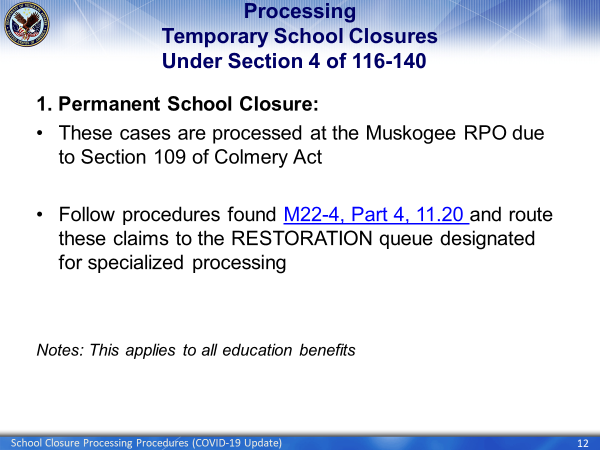 Processing
Temporary School Closures
Under Section 4 of 116-140
1. Permanent School Closure:
• These cases are processed at the Muskogee RPO due
to Section 109 of Colmery Act
• Follow procedures found M22-4, Part 4, 11.20 and route
these claims to the RESTORATION queue designated
for specialized processing
Notes: This applies to all education benefits
School Closure Processing Procedures (COVID-19 Update)
12